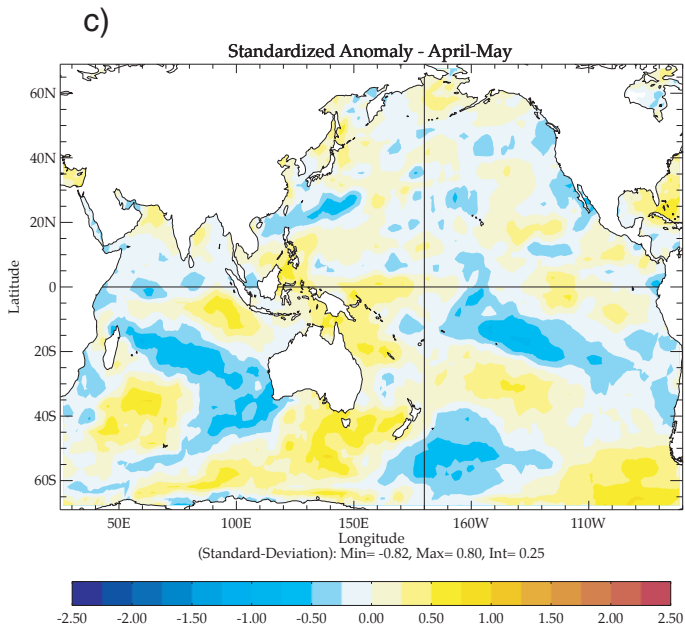 c)
Standardized Anomaly - April-May
60N
40N
20N
0
20S
40S
60S
Latitude
50E 100E 150E 160W 110W
Longitude
(Standard-Deviation): Min= -0.82, Max= 0.80, Int= 0.25
-2.50 -2.00 -1.50 -1.00 -0.50 0.00 0.50 1.00 1.50 2.00 2.50